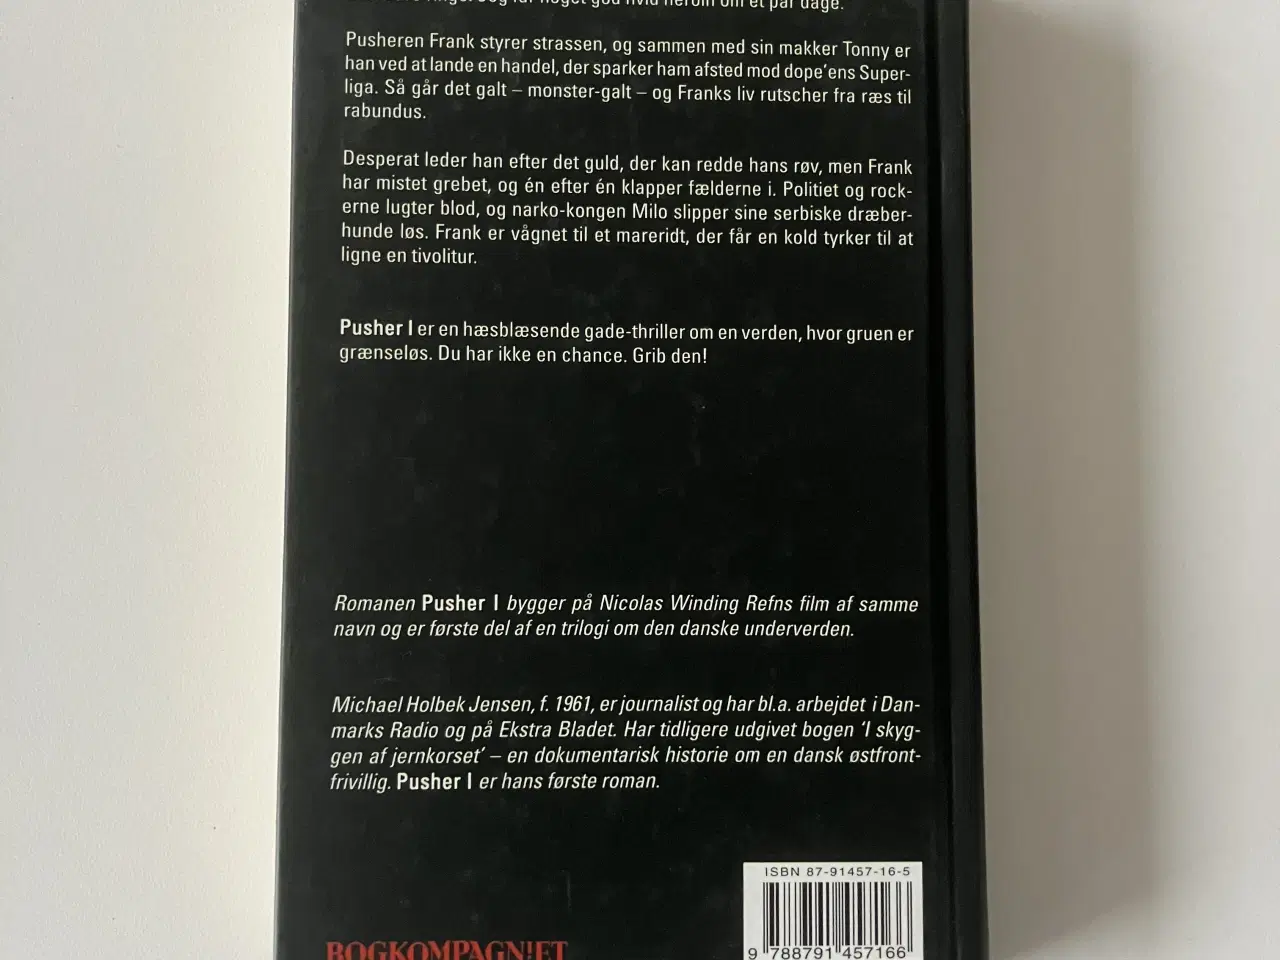 får noget god hvid heroin om et par dage.
Pusheren Frank styrer strassen, og sammen med sin makker Tonny er
han ved at lande en handel, der sparker ham afsted mod dope'ens Super-
liga. Så går det galt – monster-galt – og Franks liv rutscher fra ræs til
rabundus.
Desperat leder han efter det guld, der kan redde hans røv, men Frank
har mistet grebet, og én efter én klapper fælderne i. Politiet og rock-
erne lugter blod, og narko-kongen Milo slipper sine serbiske dræber-
hunde løs. Frank er vågnet til et mareridt, der får en kold tyrker til at
ligne en tivolitur.
Pusher I er en hæsblæsende gade-thriller om en verden, hvor gruen er
grænseløs. Du har ikke en chance. Grib den!
Romanen Pusher I bygger på Nicolas Winding Refns film af samme
navn og er første del af en trilogi om den danske underverden.
Michael Holbek Jensen, f. 1961, er journalist og har bl.a. arbejdet i Dan-
marks Radio og på Ekstra Bladet. Har tidligere udgivet bogen 'I skyg-
gen af jernkorset' – en dokumentarisk historie om en dansk østfront-
frivillig. Pusher I er hans første roman.
ISBN 87-91457-16-5
9 788791 457166
BOGKOMPAGNIET